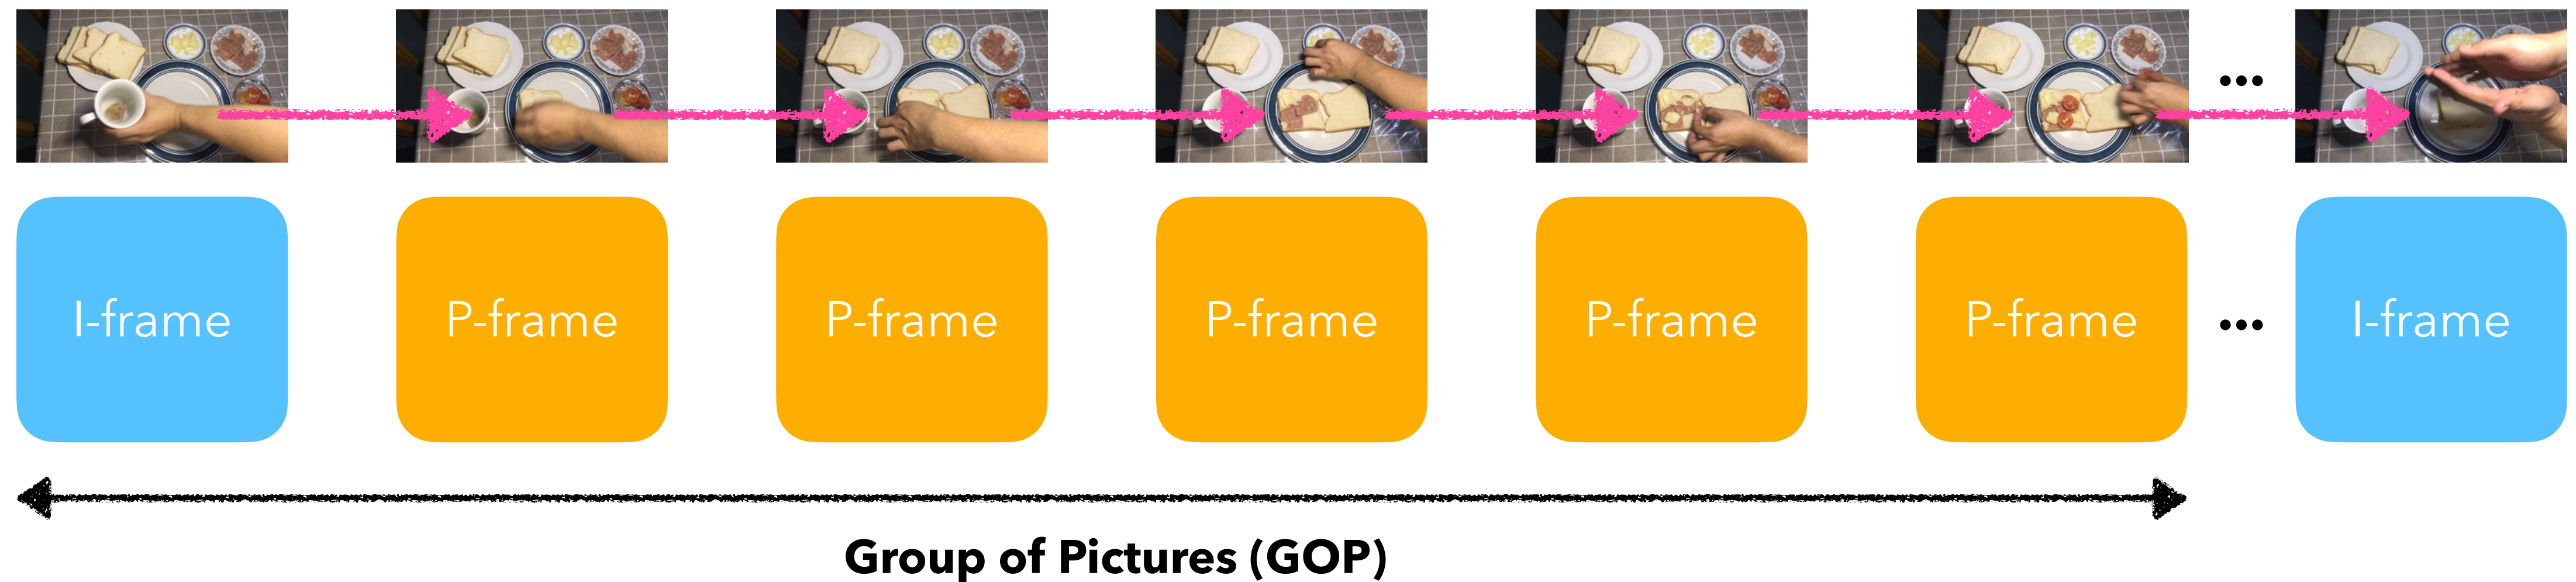 I-frame
P-frame
P-frame
P-frame
P-frame
P-frame
•••
I-frame
Group of Pictures (GOP)